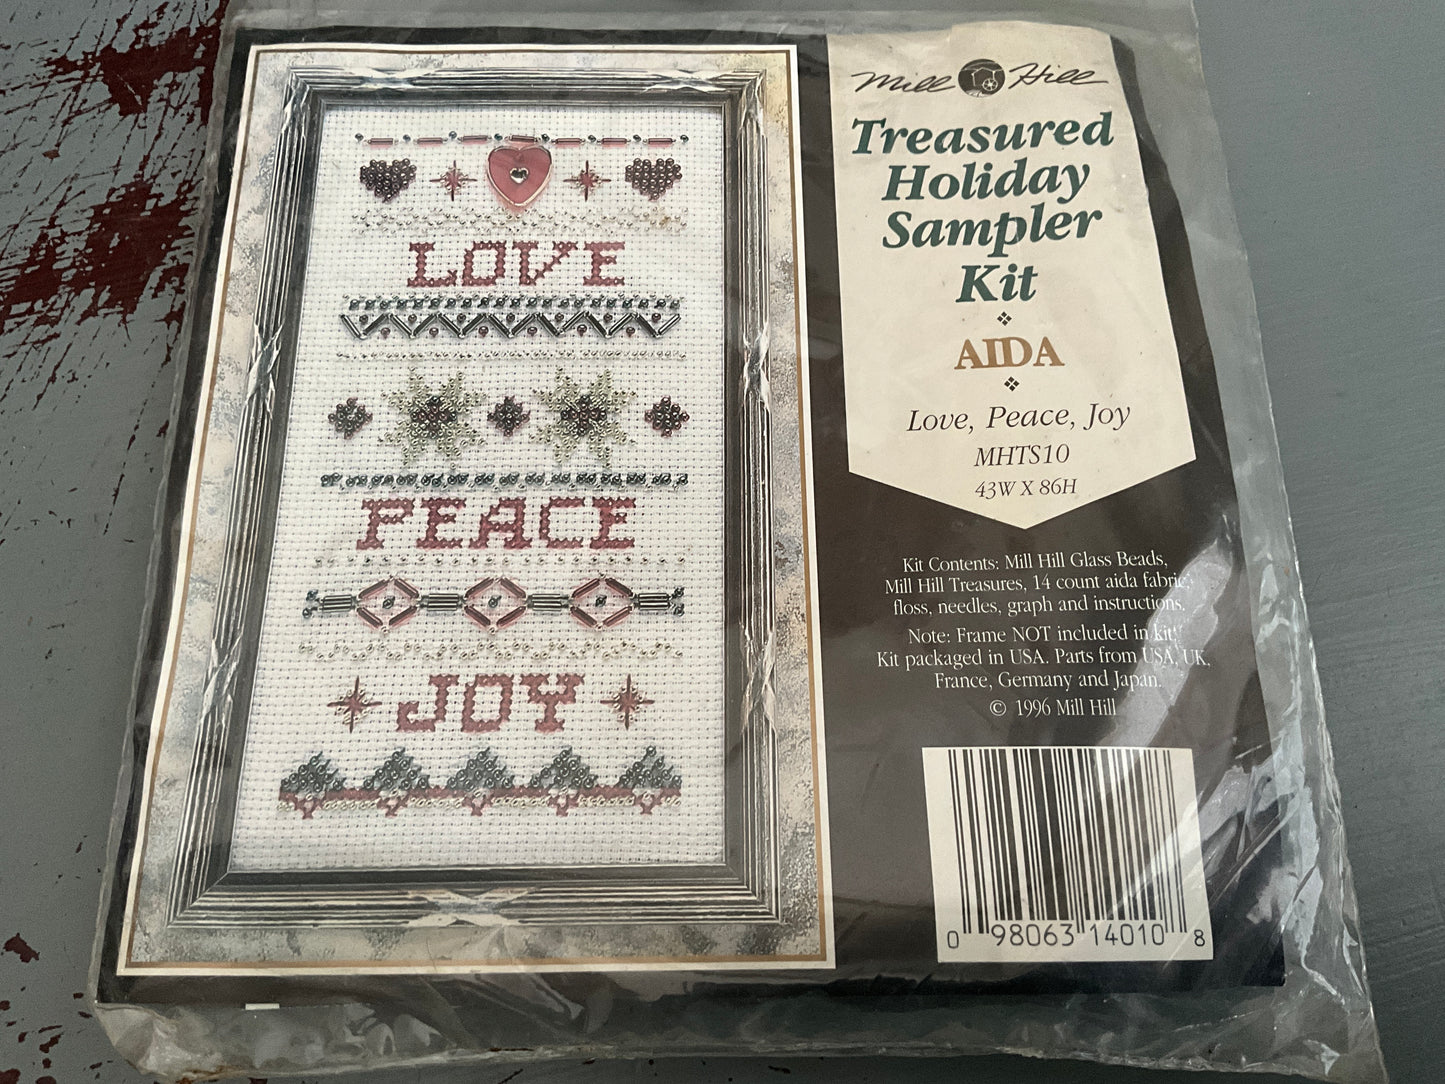 LOVE
PEACE
JOY
Mill Hill
Treasured
Holiday
Sampler
Kit
AIDA
Love, Peace, Joy
MHTS10
43W X 86H
Kit Contents: Mill Hill Glass Beads,
Mill Hill Treasures, 14 count aida fabric,
floss, needles, graph and instructions.
Note: Frame NOT included in kit!
Kit packaged in USA. Parts from USA, UK,
France, Germany and Japan.
© 1996 Mill Hill
0 98063 14010 8